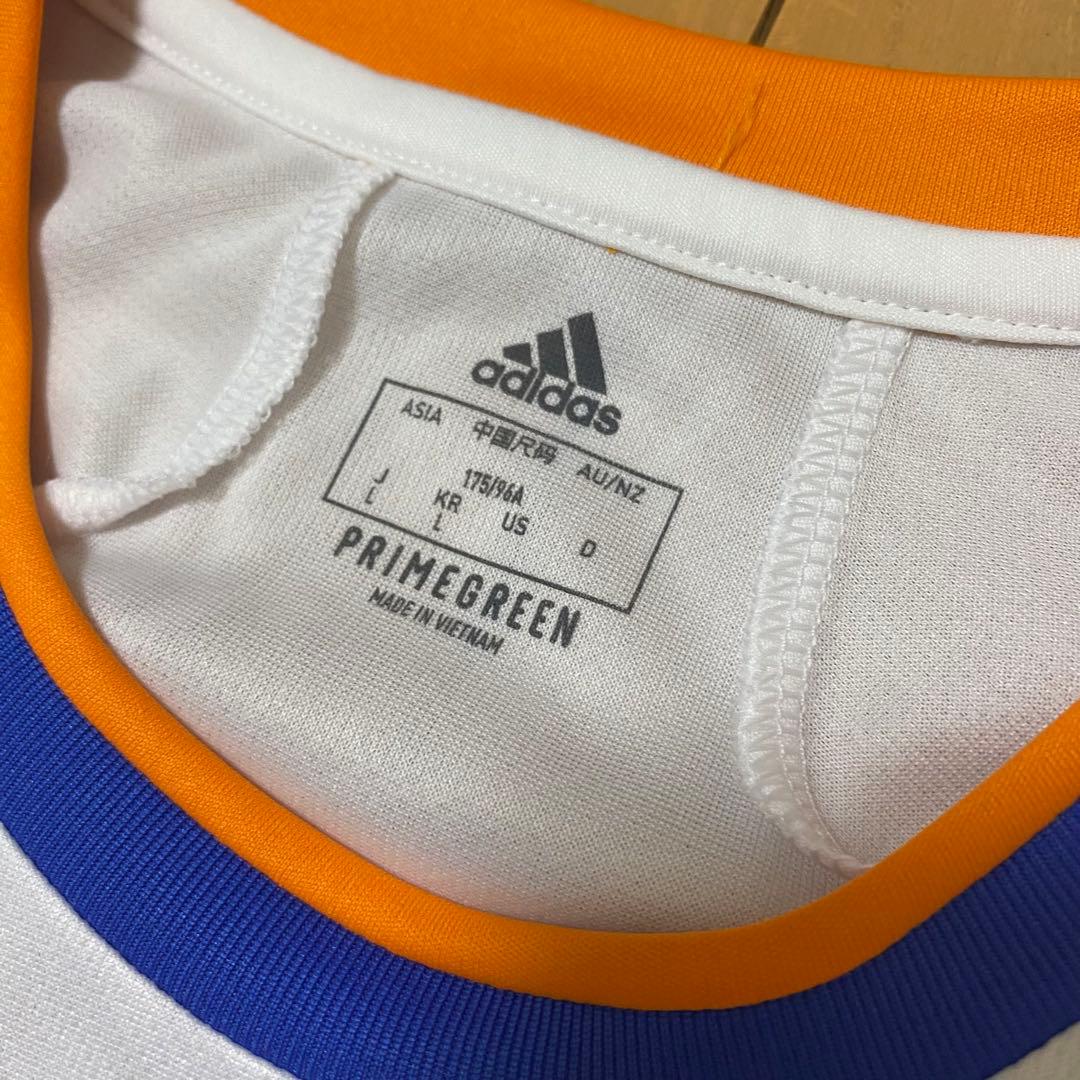 adidas
ASIA 中国/尺码 AU/NZ
175/96A
J KR US D
L L
PRIMEGREEN
MADE IN VIETNAM